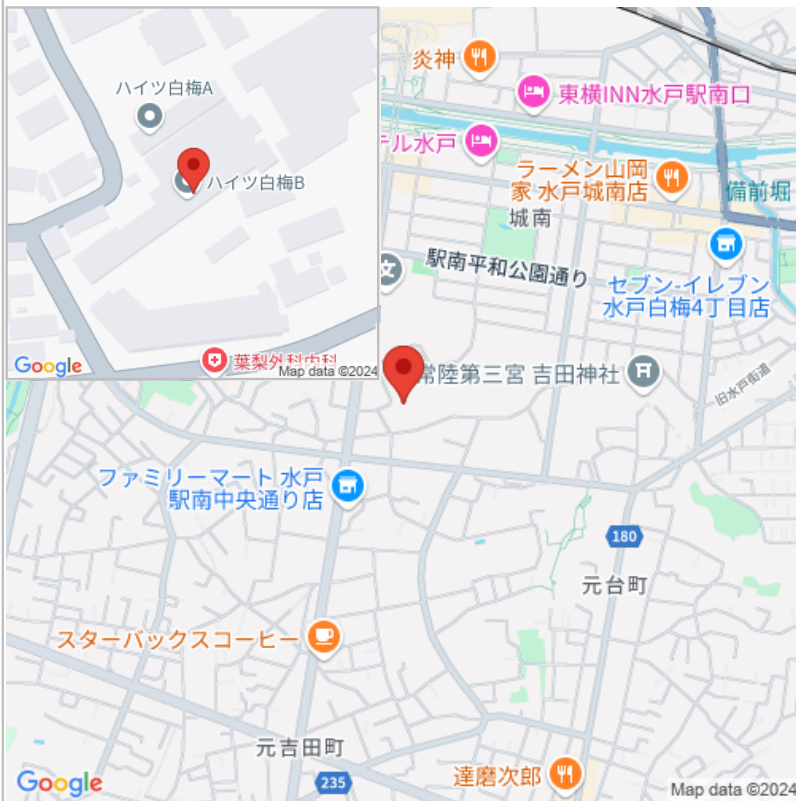 ハイツ白梅A
ハイツ白梅B
葉梨外科内科
Google
Map data ©2024
炎神
東横INN水戸駅南口
テル水戸
ラーメン山岡
家 水戸城南店
備前堀
城南
駅南平和公園通り
セブン-イレブン
水戸白梅4丁目店
常陸第三宮 吉田神社
旧水戸街道
ファミリーマート 水戸
駅南中央通り店
180
元台町
スターバックスコーヒー
元吉田町
235
達磨次郎
Google
Map data ©2024